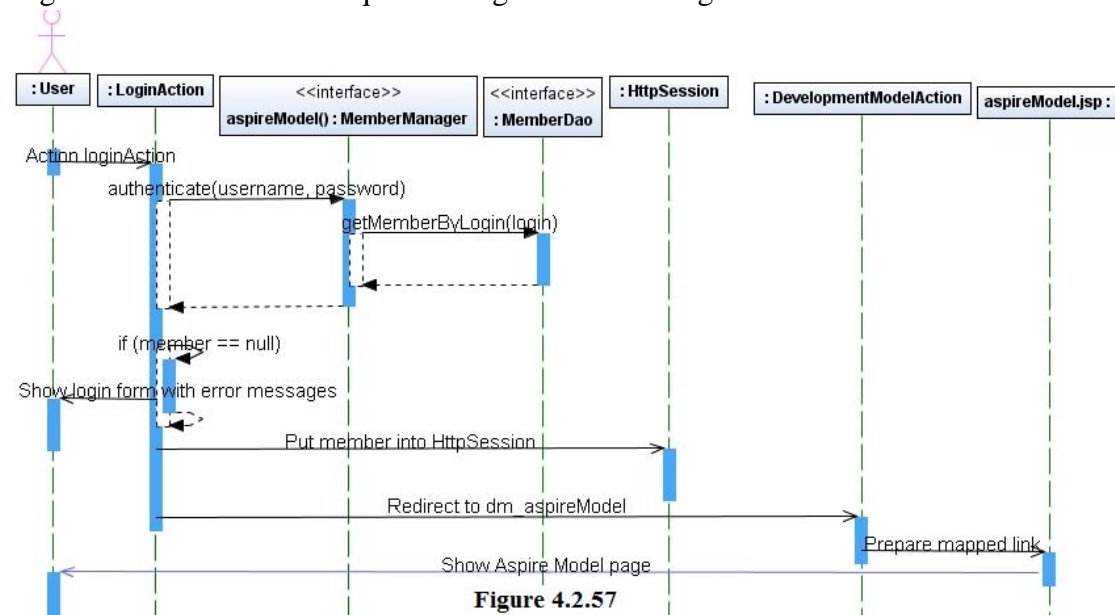 : User
: LoginAction
<<interface>>
aspireModel() : MemberManager
<<interface>>
: MemberDao
: HttpSession
: DevelopmentModelAction
aspireModel.jsp :
Action loginAction
authenticate(username, password)
getMemberByLogin(login)
if (member == null)
Show login form with error messages
Put member into HttpSession
Redirect to dm_aspireModel
Prepare mapped link
Show Aspire Model page
Figure 4.2.57